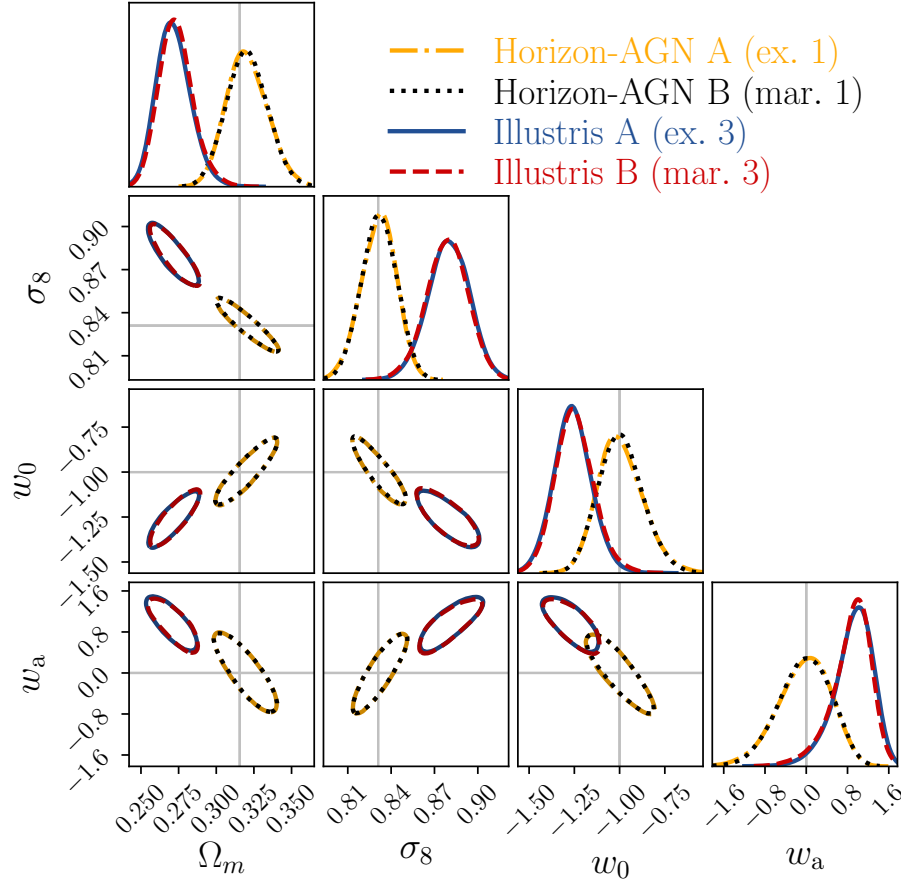 Horizon-AGN A (ex. 1)
Horizon-AGN B (mar. 1)
Illustris A (ex. 3)
Illustris B (mar. 3)
σ8
0.90
0.87
0.84
0.81
w0
−0.75
−1.00
−1.25
−1.50
wa
1.6
0.8
0.0
−0.8
−1.6
0.250 0.275 0.300 0.325 0.350 0.81 0.84 0.87 0.90 −1.50 −1.25 −1.00 −0.75 −1.6 −0.8 0.0 0.8 1.6
Ωm σ8 w0 wa